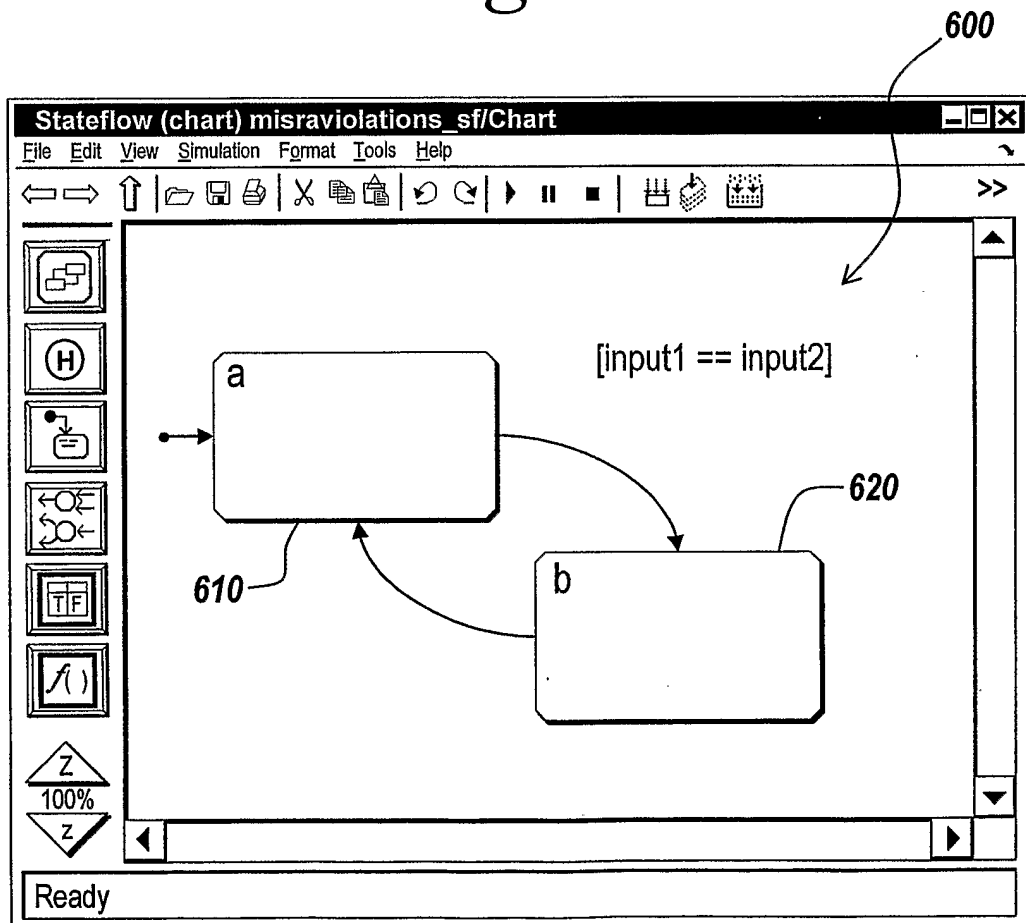 g
600
Stateflow (chart) misraviolations_sf/Chart
File Edit View Simulation Format Tools Help
>>
H
T F
f()
Z
100%
z
a
[input1 == input2]
610
b
620
Ready